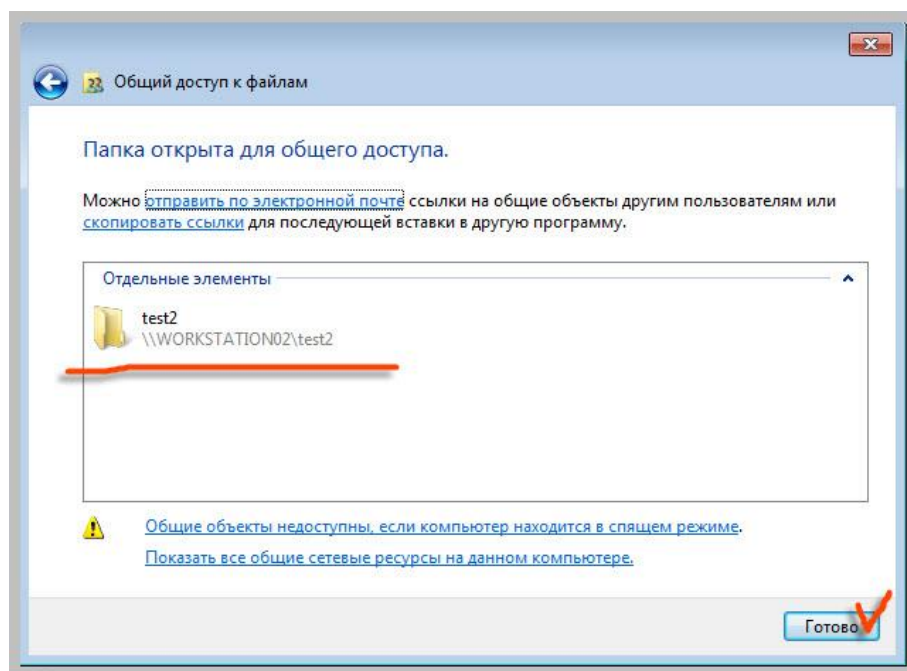 Общий доступ к файлам
Папка открыта для общего доступа.
Можно отправить по электронной почте ссылки на общие объекты другим пользователям или
скопировать ссылки для последующей вставки в другую программу.
Отдельные элементы
test2
\\WORKSTATION02\test2
Общие объекты недоступны, если компьютер находится в спящем режиме.
Показать все общие сетевые ресурсы на данном компьютере.
Готово